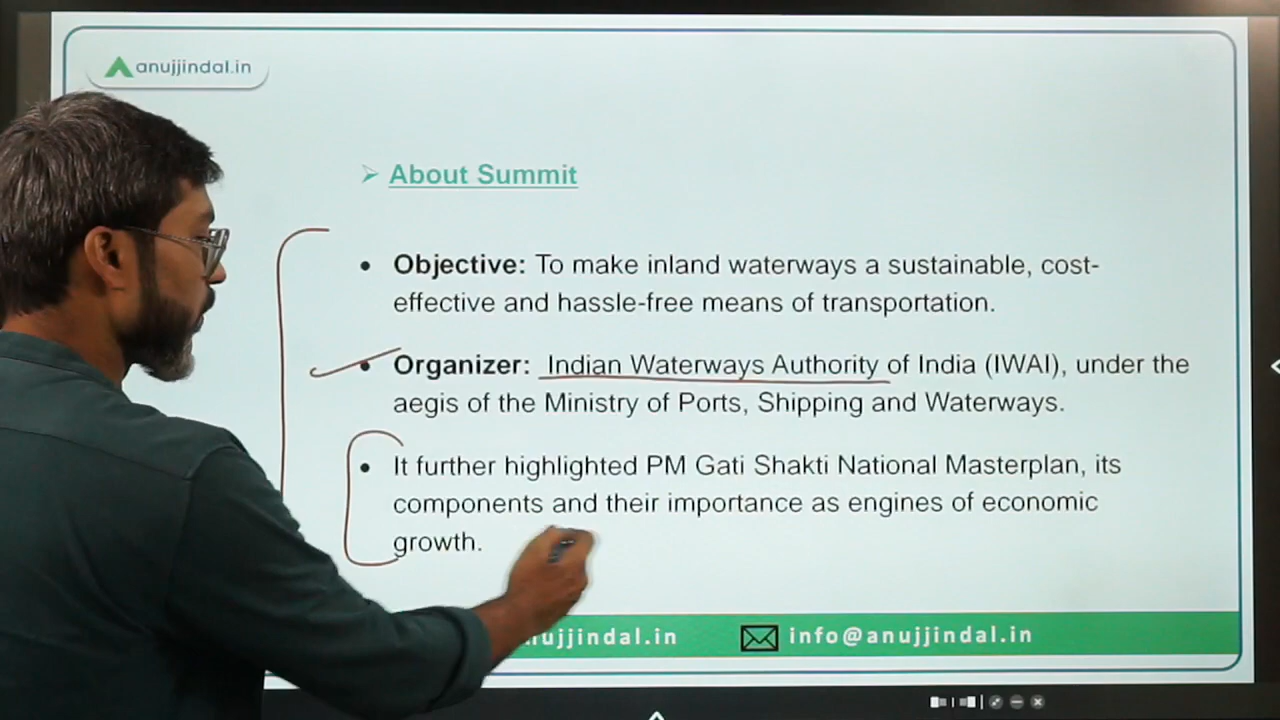 anujjindal.in
➢ About Summit
• Objective: To make inland waterways a sustainable, cost-
effective and hassle-free means of transportation.
• Organizer: Indian Waterways Authority of India (IWAI), under the
aegis of the Ministry of Ports, Shipping and Waterways.
• It further highlighted PM Gati Shakti National Masterplan, its
components and their importance as engines of economic
growth.
nujjindal.in info@anujjindal.in